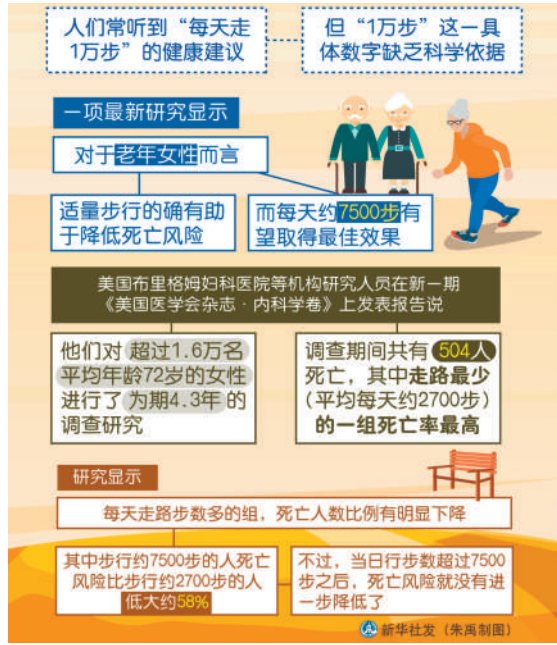 人们常听到“每天走
1万步”的健康建议
但“1万步”这一具
体数字缺乏科学依据
一项最新研究显示
对于老年女性而言
适量步行的确有助
于降低死亡风险
而每天约7500步有
望取得最佳效果
美国布里格姆妇科医院等机构研究人员在新一期
《美国医学会杂志·内科学卷》上发表报告说
他们对 超过1.6万名
平均年龄72岁的女性
进行了 为期4.3年 的
调查研究
调查期间共有 504人
死亡，其中走路最少
（平均每天约2700步）
的一组死亡率最高
研究显示
每天走路步数多的组，死亡人数比例有明显下降
其中步行约7500步的人死亡
风险比步行约2700步的人
低大约58%
不过，当日行步数超过7500
步之后，死亡风险就没有进
一步降低了
新华社发（朱禹制图）